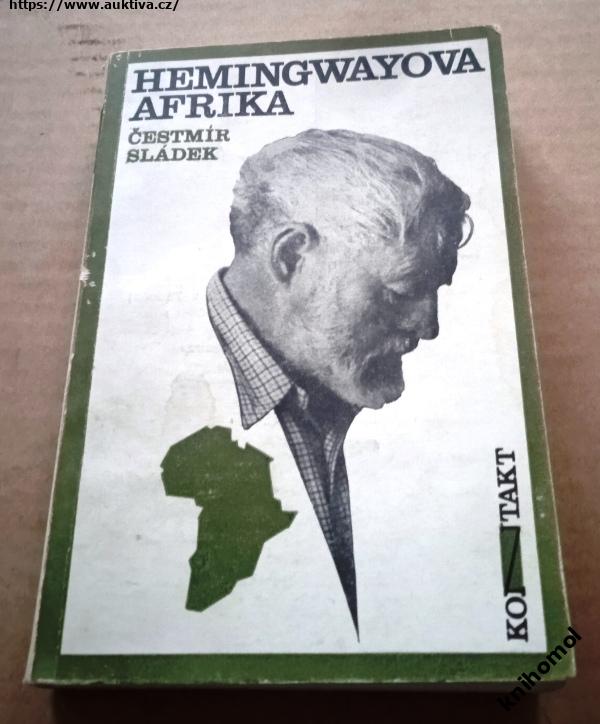 https://www.auktiva.cz/
HEMINGWAYOVA
AFRIKA
ČESTMÍR
SLÁDEK
KONTAKT
knihomol